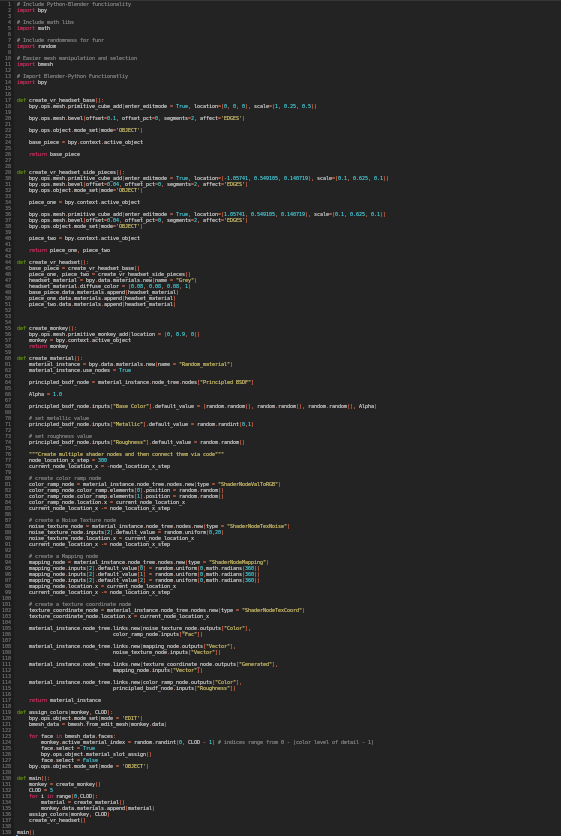 1 # Include Python-Blender functionality
2 import bpy
3
4 # Include math libs
5 import math
6
7 # Include randomness for funr
8 import random
9
10 # Easier mesh manipulation and selection
11 import bmesh
12
13 # Import Blender-Python Functionatliy
14 import bpy
15
16
17 def create_vr_headset_base():
18 bpy.ops.mesh.primitive_cube_add(enter_editmode = True, location=(0, 0, 0), scale=(1, 0.25, 0.5))
19
20 bpy.ops.mesh.bevel(offset=0.1, offset_pct=0, segments=2, affect='EDGES')
21
22 bpy.ops.object.mode_set(mode='OBJECT')
23
24 base_piece = bpy.context.active_object
25
26 return base_piece
27
28
29 def create_vr_headset_side_pieces():
30 bpy.ops.mesh.primitive_cube_add(enter_editmode = True, location=(-1.05741, 0.549105, 0.140719), scale=(0.1, 0.625, 0.1))
31 bpy.ops.mesh.bevel(offset=0.04, offset_pct=0, segments=2, affect='EDGES')
32 bpy.ops.object.mode_set(mode='OBJECT')
33
34 piece_one = bpy.context.active_object
35
36 bpy.ops.mesh.primitive_cube_add(enter_editmode = True, location=(1.05741, 0.549105, 0.140719), scale=(0.1, 0.625, 0.1))
37 bpy.ops.mesh.bevel(offset=0.04, offset_pct=0, segments=2, affect='EDGES')
38 bpy.ops.object.mode_set(mode='OBJECT')
39
40 piece_two = bpy.context.active_object
41
42 return piece_one, piece_two
43
44 def create_vr_headset():
45 base_piece = create_vr_headset_base()
46 piece_one, piece_two = create_vr_headset_side_pieces()
47 headset_material = bpy.data.materials.new(name = "Grey")
48 headset_material.diffuse_color = (0.08, 0.08, 0.08, 1)
49 base_piece.data.materials.append(headset_material)
50 piece_one.data.materials.append(headset_material)
51 piece_two.data.materials.append(headset_material)
52
53
54
55 def create_monkey():
56 bpy.ops.mesh.primitive_monkey_add(location = (0, 0.9, 0))
57 monkey = bpy.context.active_object
58 return monkey
59
60 def create_material():
61 material_instance = bpy.data.materials.new(name = "Random_material")
62 material_instance.use_nodes = True
63
64 principled_bsdf_node = material_instance.node_tree.nodes["Principled BSDF"]
65
66 Alpha = 1.0
67
68 principled_bsdf_node.inputs["Base Color"].default_value = (random.random(), random.random(), random.random(), Alpha)
69
70 # set metallic value
71 principled_bsdf_node.inputs["Metallic"].default_value = random.randint(0,1)
72
73 # set roughness value
74 principled_bsdf_node.inputs["Roughness"].default_value = random.random()
75
76 """Create multiple shader nodes and then connect them via code"""
77 node_location_x_step = 300
78 current_node_location_x = -node_location_x_step
79
80 # create color ramp node
81 color_ramp_node = material_instance.node_tree.nodes.new(type = "ShaderNodeValToRGB")
82 color_ramp_node.color_ramp.elements[0].position = random.random()
83 color_ramp_node.color_ramp.elements[1].position = random.random()
84 color_ramp_node.location.x = current_node_location_x
85 current_node_location_x -= node_location_x_step
86
87 # create a Noise Texture node
88 noise_texture_node = material_instance.node_tree.nodes.new(type = "ShaderNodeTexNoise")
89 noise_texture_node.inputs[2].default_value = random.uniform(0,20)
90 noise_texture_node.location.x = current_node_location_x
91 current_node_location_x -= node_location_x_step
92
93 # create a Mapping node
94 mapping_node = material_instance.node_tree.nodes.new(type = "ShaderNodeMapping")
95 mapping_node.inputs[2].default_value[0] = random.uniform(0,math.radians(360))
96 mapping_node.inputs[2].default_value[1] = random.uniform(0,math.radians(360))
97 mapping_node.inputs[2].default_value[2] = random.uniform(0,math.radians(360))
98 mapping_node.location.x = current_node_location_x
99 current_node_location_x -= node_location_x_step
100
101 # create a texture coordinate node
102 texture_coordinate_node = material_instance.node_tree.nodes.new(type = "ShaderNodeTexCoord")
103 texture_coordinate_node.location.x = current_node_location_x
104
105 material_instance.node_tree.links.new(noise_texture_node.outputs["Color"],
106 color_ramp_node.inputs["Fac"])
107
108 material_instance.node_tree.links.new(mapping_node.outputs["Vector"],
109 noise_texture_node.inputs["Vector"])
110
111 material_instance.node_tree.links.new(texture_coordinate_node.outputs["Generated"],
112 mapping_node.inputs["Vector"])
113
114 material_instance.node_tree.links.new(color_ramp_node.outputs["Color"],
115 principled_bsdf_node.inputs["Roughness"])
116
117 return material_instance
118
119 def assign_colors(monkey, CLOD):
120 bpy.ops.object.mode_set(mode = 'EDIT')
121 bmesh_data = bmesh.from_edit_mesh(monkey.data)
122
123 for face in bmesh_data.faces:
124 monkey.active_material_index = random.randint(0, CLOD - 1) # indices range from 0 - (color level of detail - 1)
125 face.select = True
126 bpy.ops.object.material_slot_assign()
127 face.select = False
128 bpy.ops.object.mode_set(mode = 'OBJECT')
129
130 def main():
131 monkey = create_monkey()
132 CLOD = 5
133 for i in range(0,CLOD):
134 material = create_material()
135 monkey.data.materials.append(material)
136 assign_colors(monkey, CLOD)
137 create_vr_headset()
138
139 main()